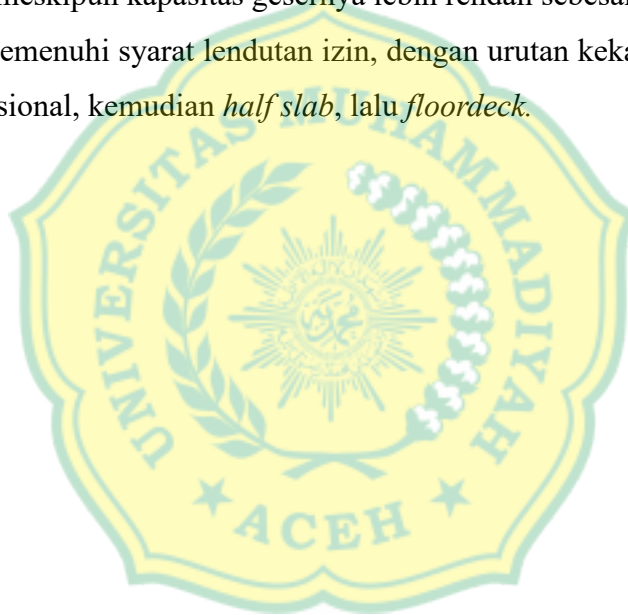 meskipun kapasitas gesernya lebih rendah sebesar
emenuhi syarat lendutan izin, dengan urutan keka
sional, kemudian half slab, lalu floordeck.
UNIVERSITAS MUHAMMADIYAH
ACEH